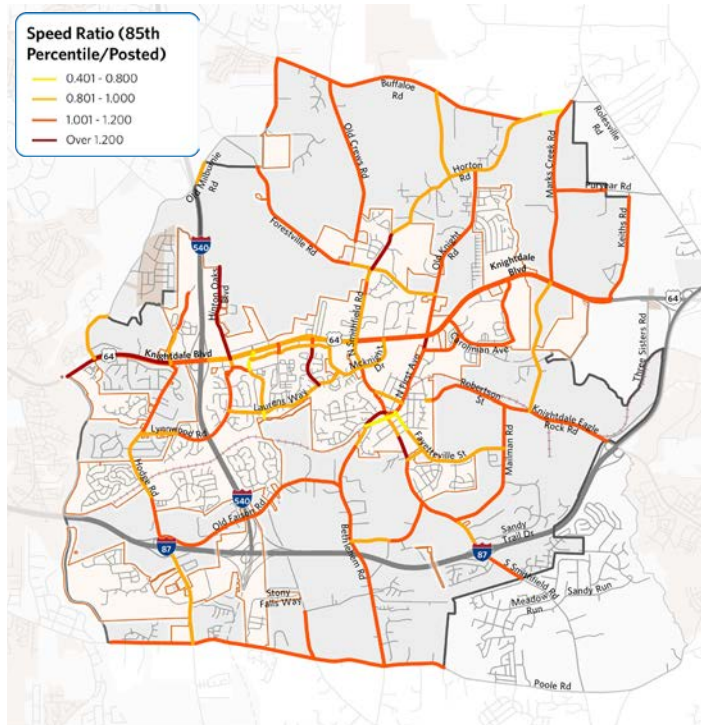 Speed Ratio (85th
Percentile/Posted)
0.401 - 0.800
0.801 - 1.000
1.001 - 1.200
Over 1.200
Buffaloe
Rd
Rolesville
Rd
Old Crews Rd
Horton
Rd
Marks Creek Rd
Old Milburnie
Rd
Puryear Rd
Keiths Rd
Forestville Rd
Old Knight
Rd
540
Hinton Oaks
Blvd
Knightdale
Blvd
64
N Smithfield Rd
64
Three Sisters Rd
64
Knightdale Blvd
Mcknight
Dr
Carolinian Ave
N First Ave
Laurens Way
Robertson
St
Knightdale Eagle
Rock Rd
Lynnwood Rd
Fayetteville St
Mailman Rd
Hodge Rd
540
Old Faison Rd
Bethlehem Rd
Sandy
Trail Dr
87
87
S Smithfield Rd
Stony
Falls Way
Meadow
Run
Sandy Run
Poole Rd